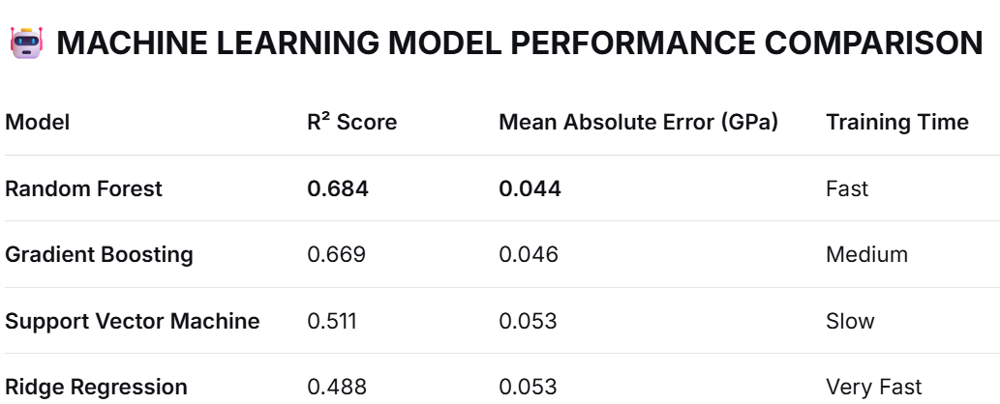 🤖 MACHINE LEARNING MODEL PERFORMANCE COMPARISON
Model R² Score Mean Absolute Error (GPa) Training Time
Random Forest 0.684 0.044 Fast
Gradient Boosting 0.669 0.046 Medium
Support Vector Machine 0.511 0.053 Slow
Ridge Regression 0.488 0.053 Very Fast